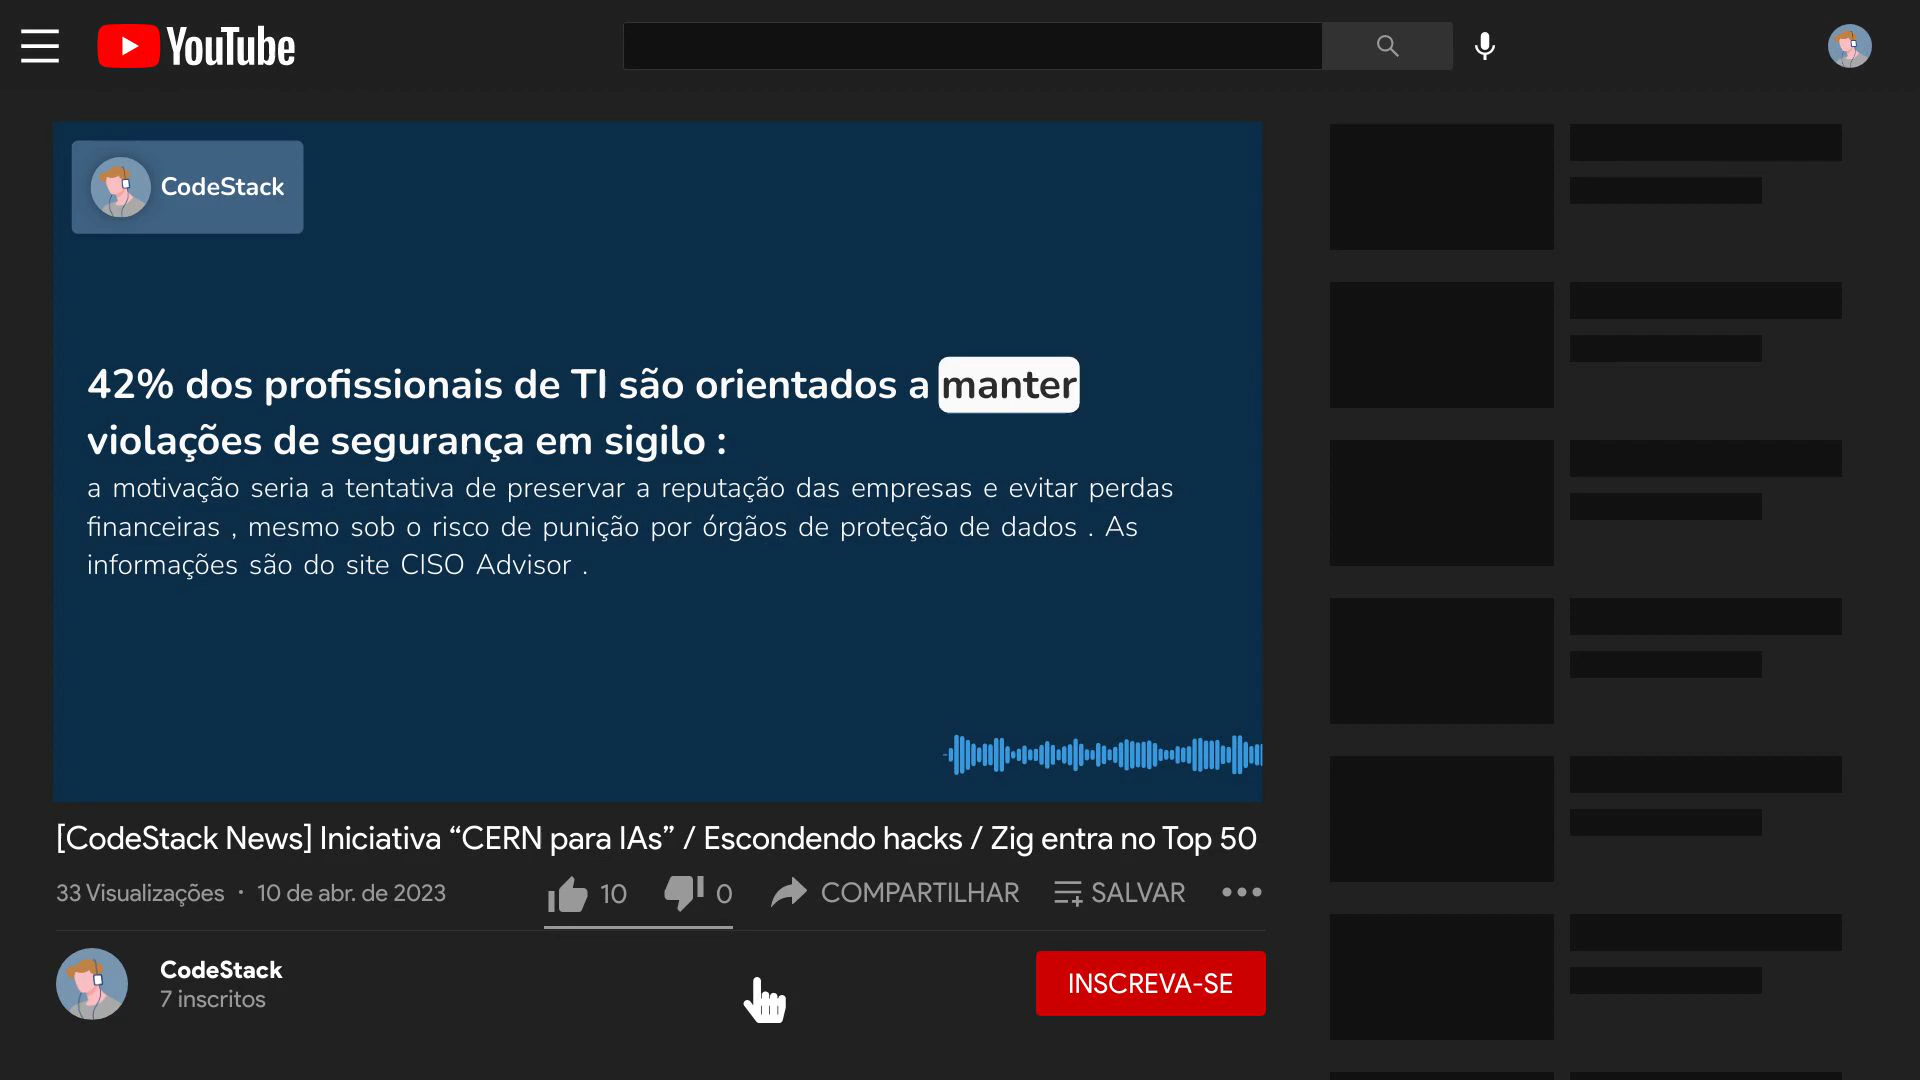 YouTube
CodeStack
42% dos profissionais de TI são orientados a manter
violações de segurança em sigilo :
a motivação seria a tentativa de preservar a reputação das empresas e evitar perdas
financeiras , mesmo sob o risco de punição por órgãos de proteção de dados . As
informações são do site CISO Advisor .
[CodeStack News] Iniciativa “CERN para IAs” / Escondendo hacks / Zig entra no Top 50
33 Visualizações · 10 de abr. de 2023 10 0 COMPARTILHAR SALVAR
CodeStack
7 inscritos
INSCREVA-SE